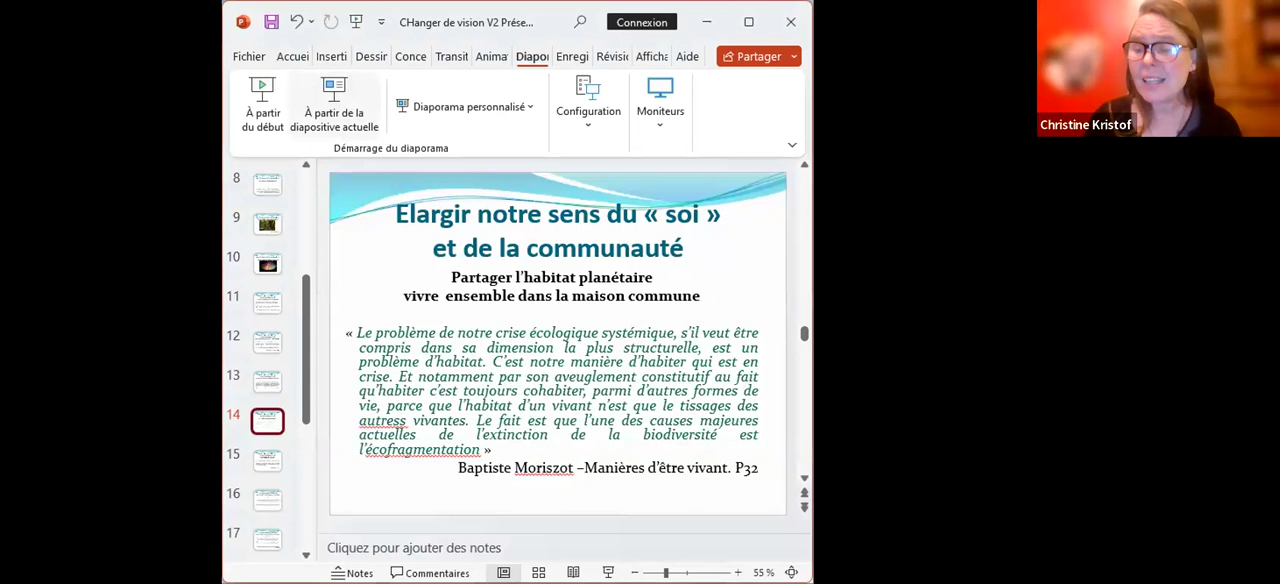 CHanger de vision V2 Prése...
Connexion
Fichier Accuei Inserti Dessir Conce Transit Anima Diapoi Enregi Révisic Afficha Aide
Partager
À partir du début
À partir de la diapositive actuelle
Diaporama personnalisé
Configuration
Moniteurs
Démarrage du diaporama
8
9
10
11
12
13
14
15
16
17
Elargir notre sens du « soi »
et de la communauté
Partager l’habitat planétaire
vivre ensemble dans la maison commune
« Le problème de notre crise écologique systémique, s’il veut être
compris dans sa dimension la plus structurelle, est un
problème d’habitat. C’est notre manière d’habiter qui est en
crise. Et notamment par son aveuglement constitutif au fait
qu’habiter c’est toujours cohabiter, parmi d’autres formes de
vie, parce que l’habitat d’un vivant n’est que le tissages des
autress vivantes. Le fait est que l’une des causes majeures
actuelles de l’extinction de la biodiversité est
l’écofragmentation »
Baptiste Moriszot –Manières d’être vivant. P32
Cliquez pour ajouter des notes
Notes Commentaires 55 %
Christine Kristof